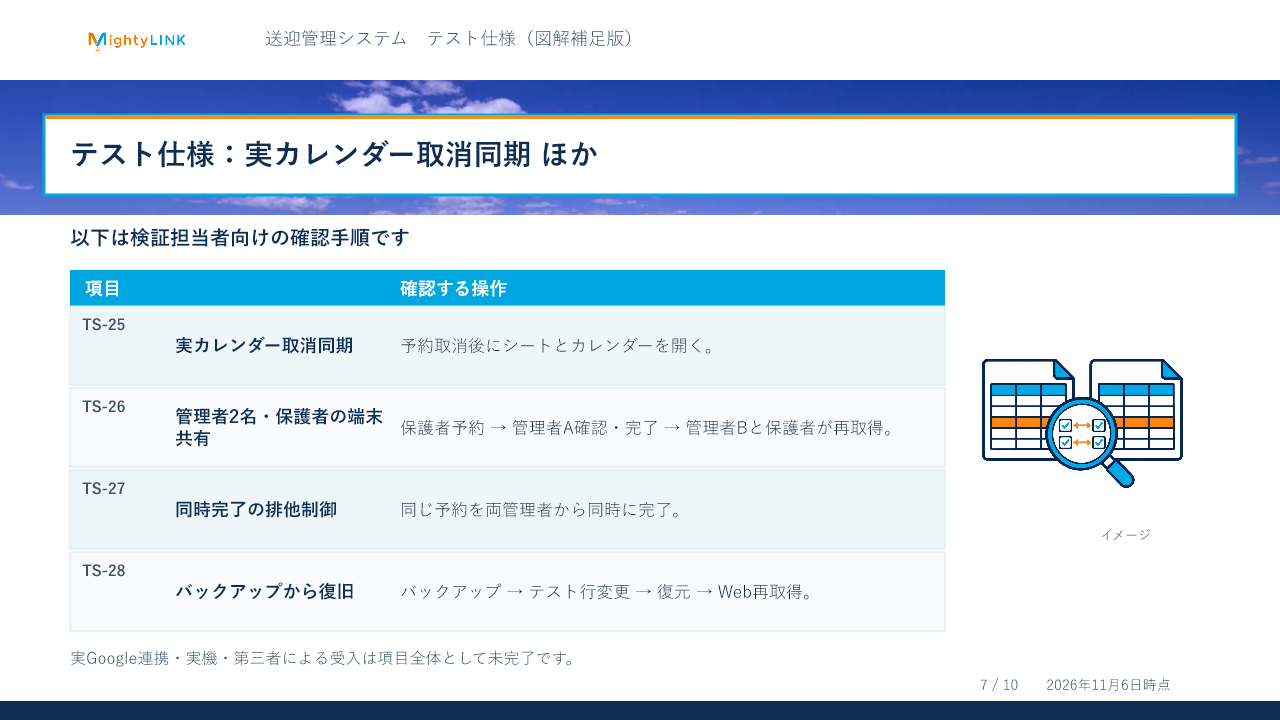 MightyLINK
送迎管理システム　テスト仕様（図解補足版）
テスト仕様：実カレンダー取消同期 ほか
以下は検証担当者向けの確認手順です
項目 確認する操作
TS-25
実カレンダー取消同期 予約取消後にシートとカレンダーを開く。
TS-26
管理者2名・保護者の端末
共有
保護者予約 → 管理者A確認・完了 → 管理者Bと保護者が再取得。
TS-27
同時完了の排他制御 同じ予約を両管理者から同時に完了。
TS-28
バックアップから復旧 バックアップ → テスト行変更 → 復元 → Web再取得。
イメージ
実Google連携・実機・第三者による受入は項目全体として未完了です。
7 / 10 2026年11月6日時点